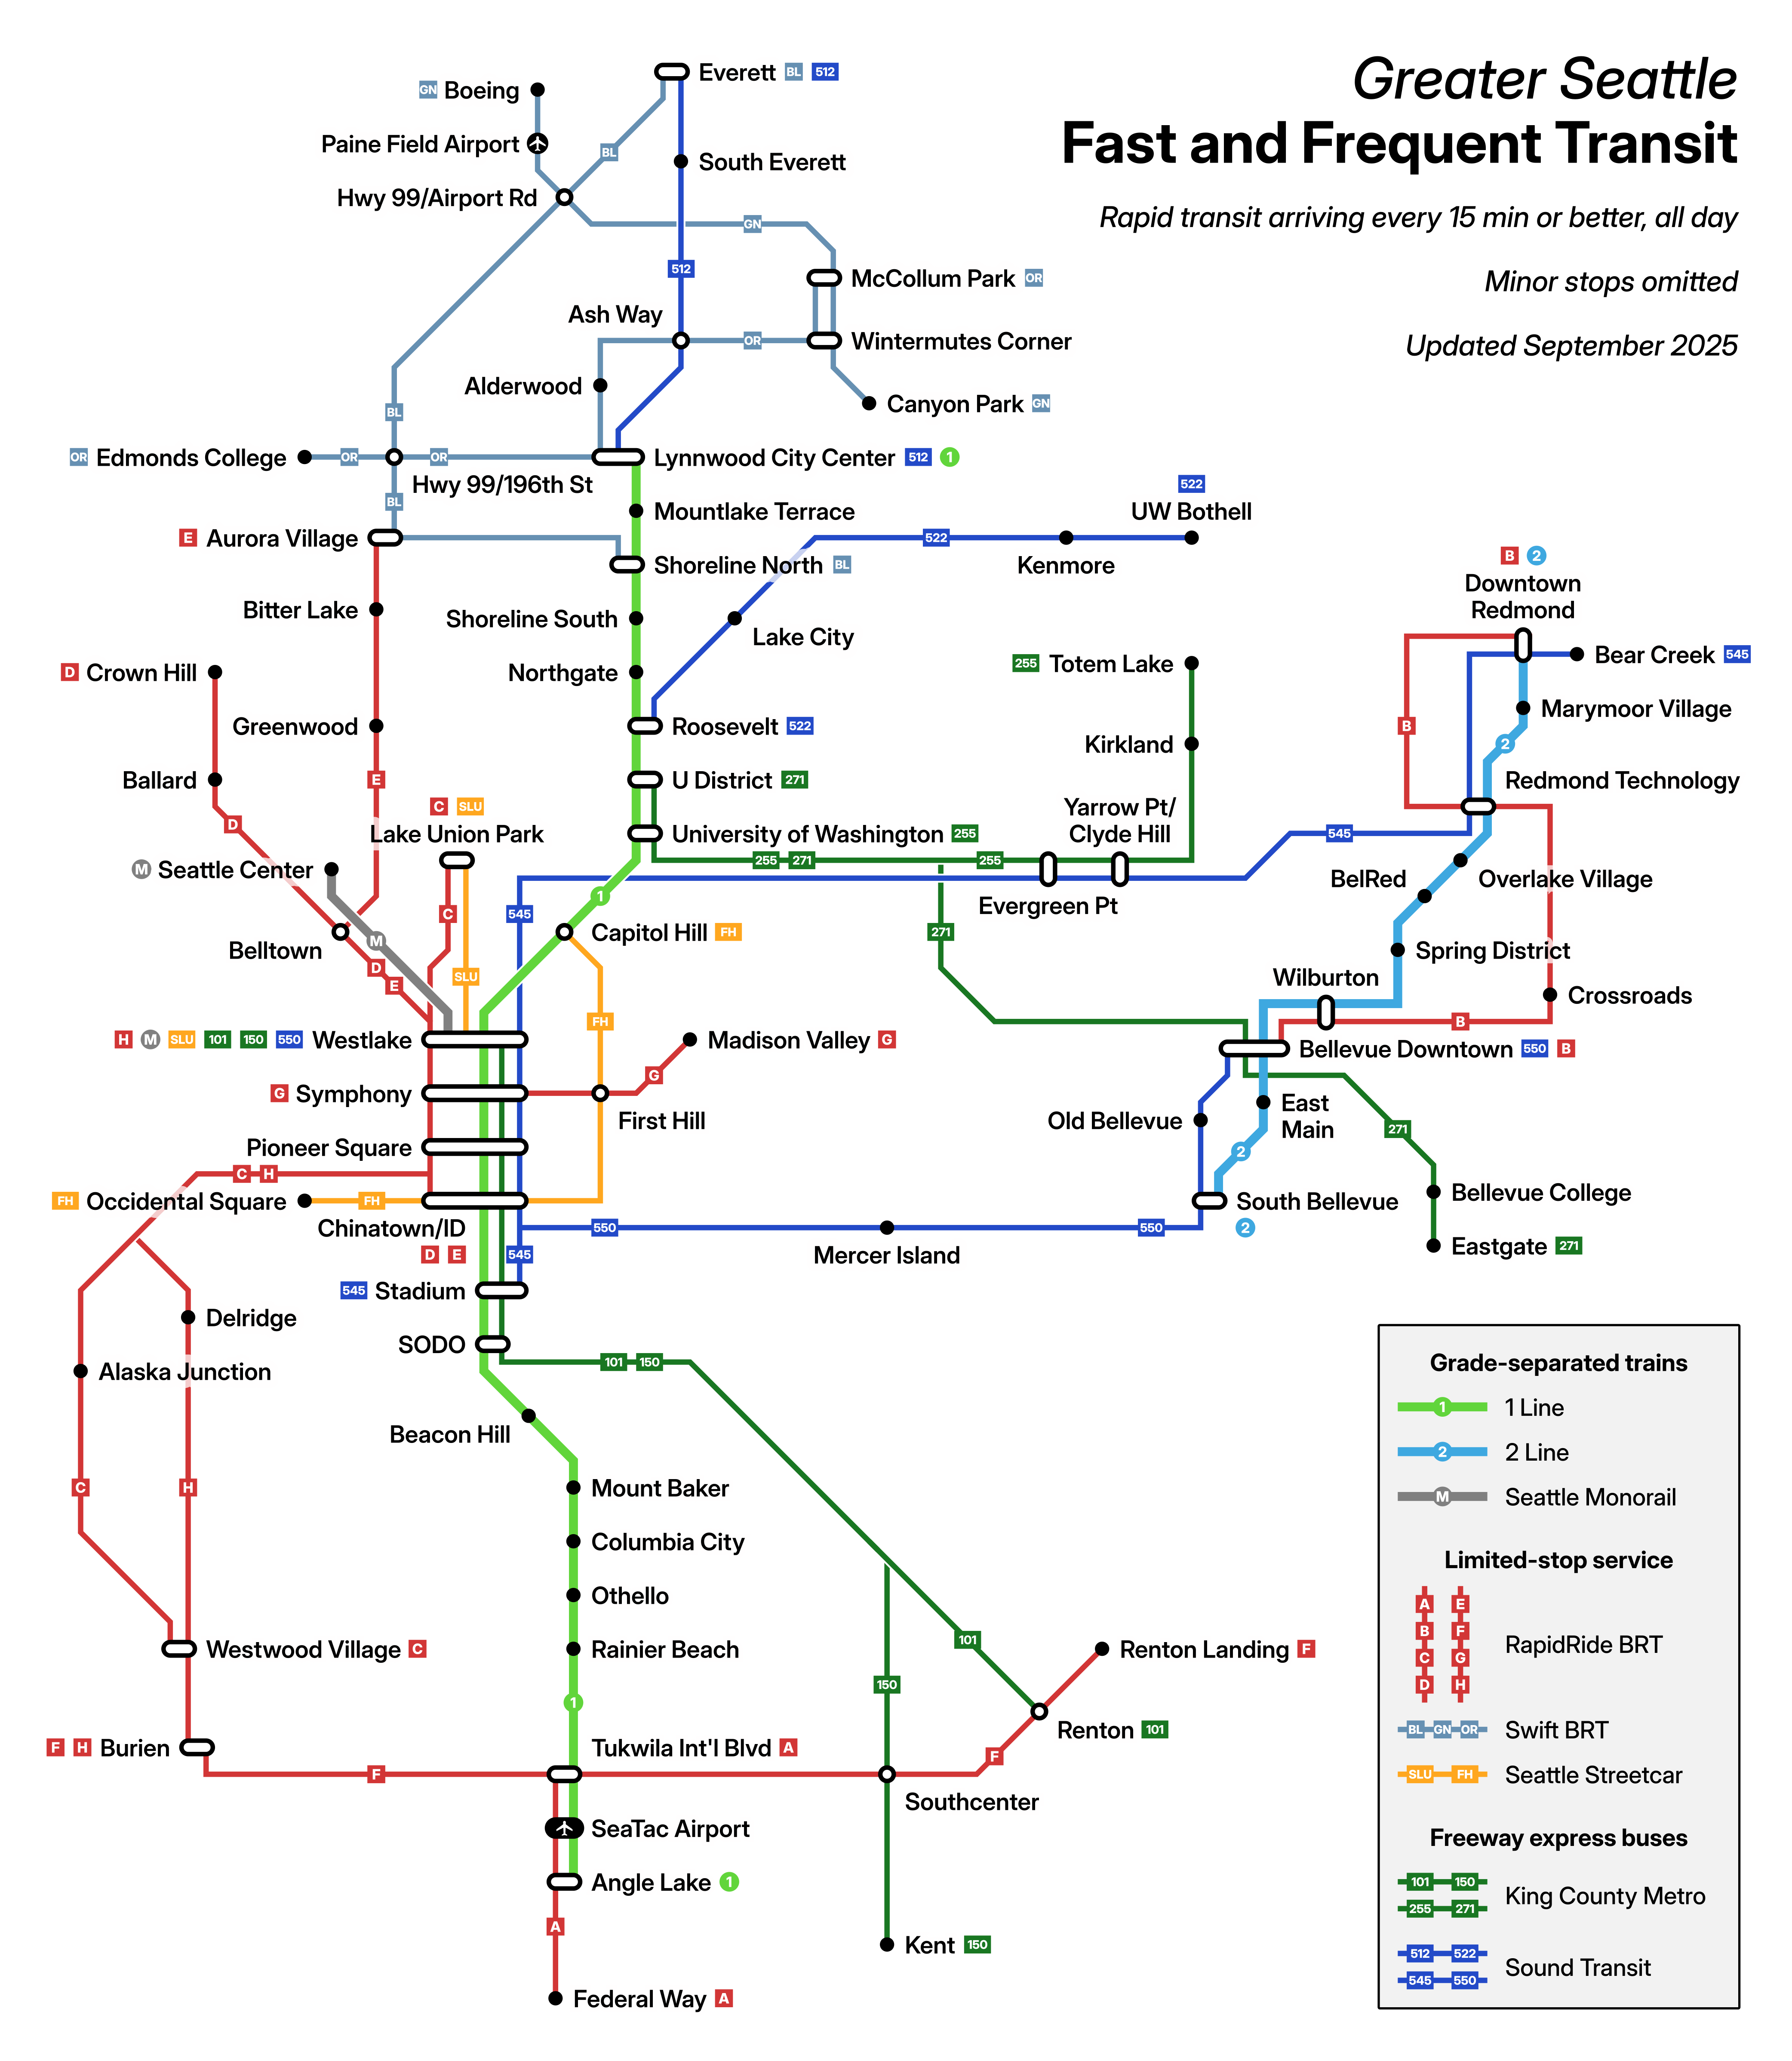 Greater Seattle
Fast and Frequent Transit
Rapid transit arriving every 15 min or better, all day
Minor stops omitted
Updated September 2025
Everett BL 512
GN Boeing
Paine Field Airport
BL
South Everett
Hwy 99/Airport Rd
GN
512
McCollum Park OR
Ash Way
OR
Wintermutes Corner
Alderwood
Canyon Park GN
BL
OR Edmonds College
OR
OR
Lynnwood City Center 512 1
Hwy 99/196th St
BL
522
Mountlake Terrace
UW Bothell
E Aurora Village
522
Shoreline North BL
Kenmore
B 2
Downtown
Redmond
Bitter Lake
Shoreline South
Lake City
Bear Creek 545
D Crown Hill
Northgate
255 Totem Lake
Marymoor Village
Greenwood
Roosevelt 522
Kirkland
B
2
Ballard
E
U District 271
Redmond Technology
C SLU
Lake Union Park
D
University of Washington 255
Yarrow Pt/
Clyde Hill
545
M Seattle Center
255 271
255
BelRed
Overlake Village
1
Evergreen Pt
C
545
Belltown
M
Capitol Hill FH
271
Spring District
D
E
SLU
Wilburton
Crossroads
FH
B
H M SLU 101 150 550 Westlake
Madison Valley G
Bellevue Downtown 550 B
G
G Symphony
First Hill
Old Bellevue
East
Main
271
Pioneer Square
2
C H
FH Occidental Square
FH
South Bellevue
2
Bellevue College
Chinatown/ID
D E
550
550
Mercer Island
545
Eastgate 271
545 Stadium
Delridge
SODO
101 150
Alaska Junction
Beacon Hill
C
H
Mount Baker
Columbia City
Othello
Westwood Village C
Rainier Beach
101
Renton Landing F
150
1
Renton 101
F H Burien
Tukwila Int'l Blvd A
F
F
Southcenter
SeaTac Airport
Angle Lake 1
A
Kent 150
Federal Way A
Grade-separated trains
1 1 Line
2 2 Line
M Seattle Monorail
Limited-stop service
A E
B F
RapidRide BRT
C G
D H
BL GN OR Swift BRT
SLU FH Seattle Streetcar
Freeway express buses
101 150
King County Metro
255 271
512 522
Sound Transit
545 550